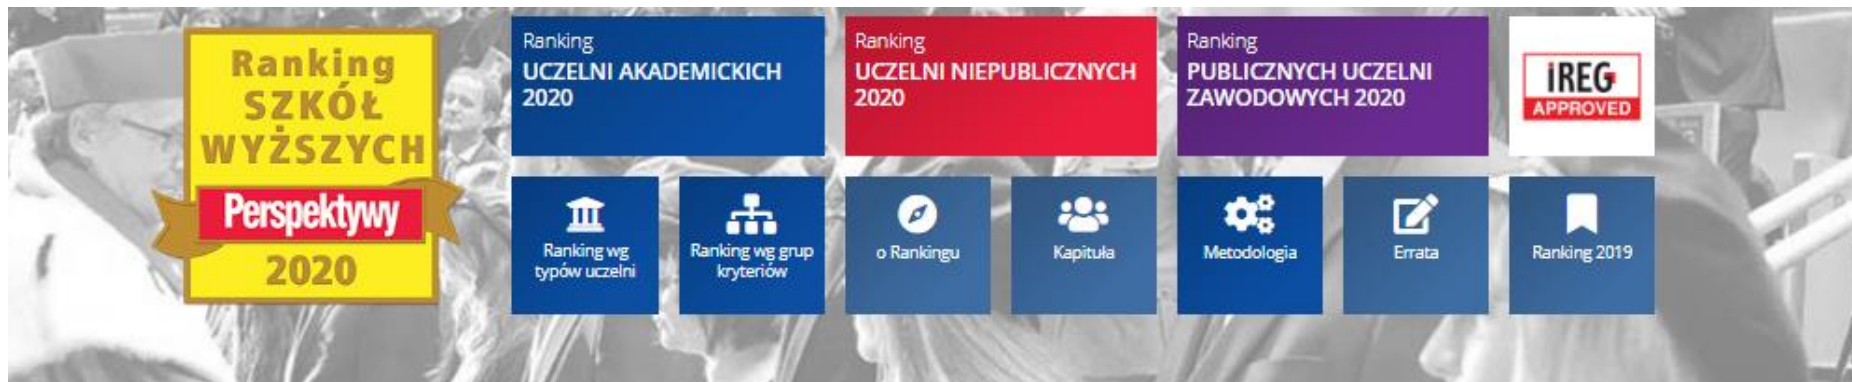 Ranking
SZKÓŁ
WYŻSZYCH
Perspektywy
2020
Ranking
UCZELNI AKADEMICKICH
2020
Ranking
UCZELNI NIEPUBLICZNYCH
2020
Ranking
PUBLICZNYCH UCZELNI
ZAWODOWYCH 2020
IREG
APPROVED
Ranking wg
typów uczelni
Ranking wg grup
kryteriów
o Rankingu
Kapituła
Metodologia
Errata
Ranking 2019